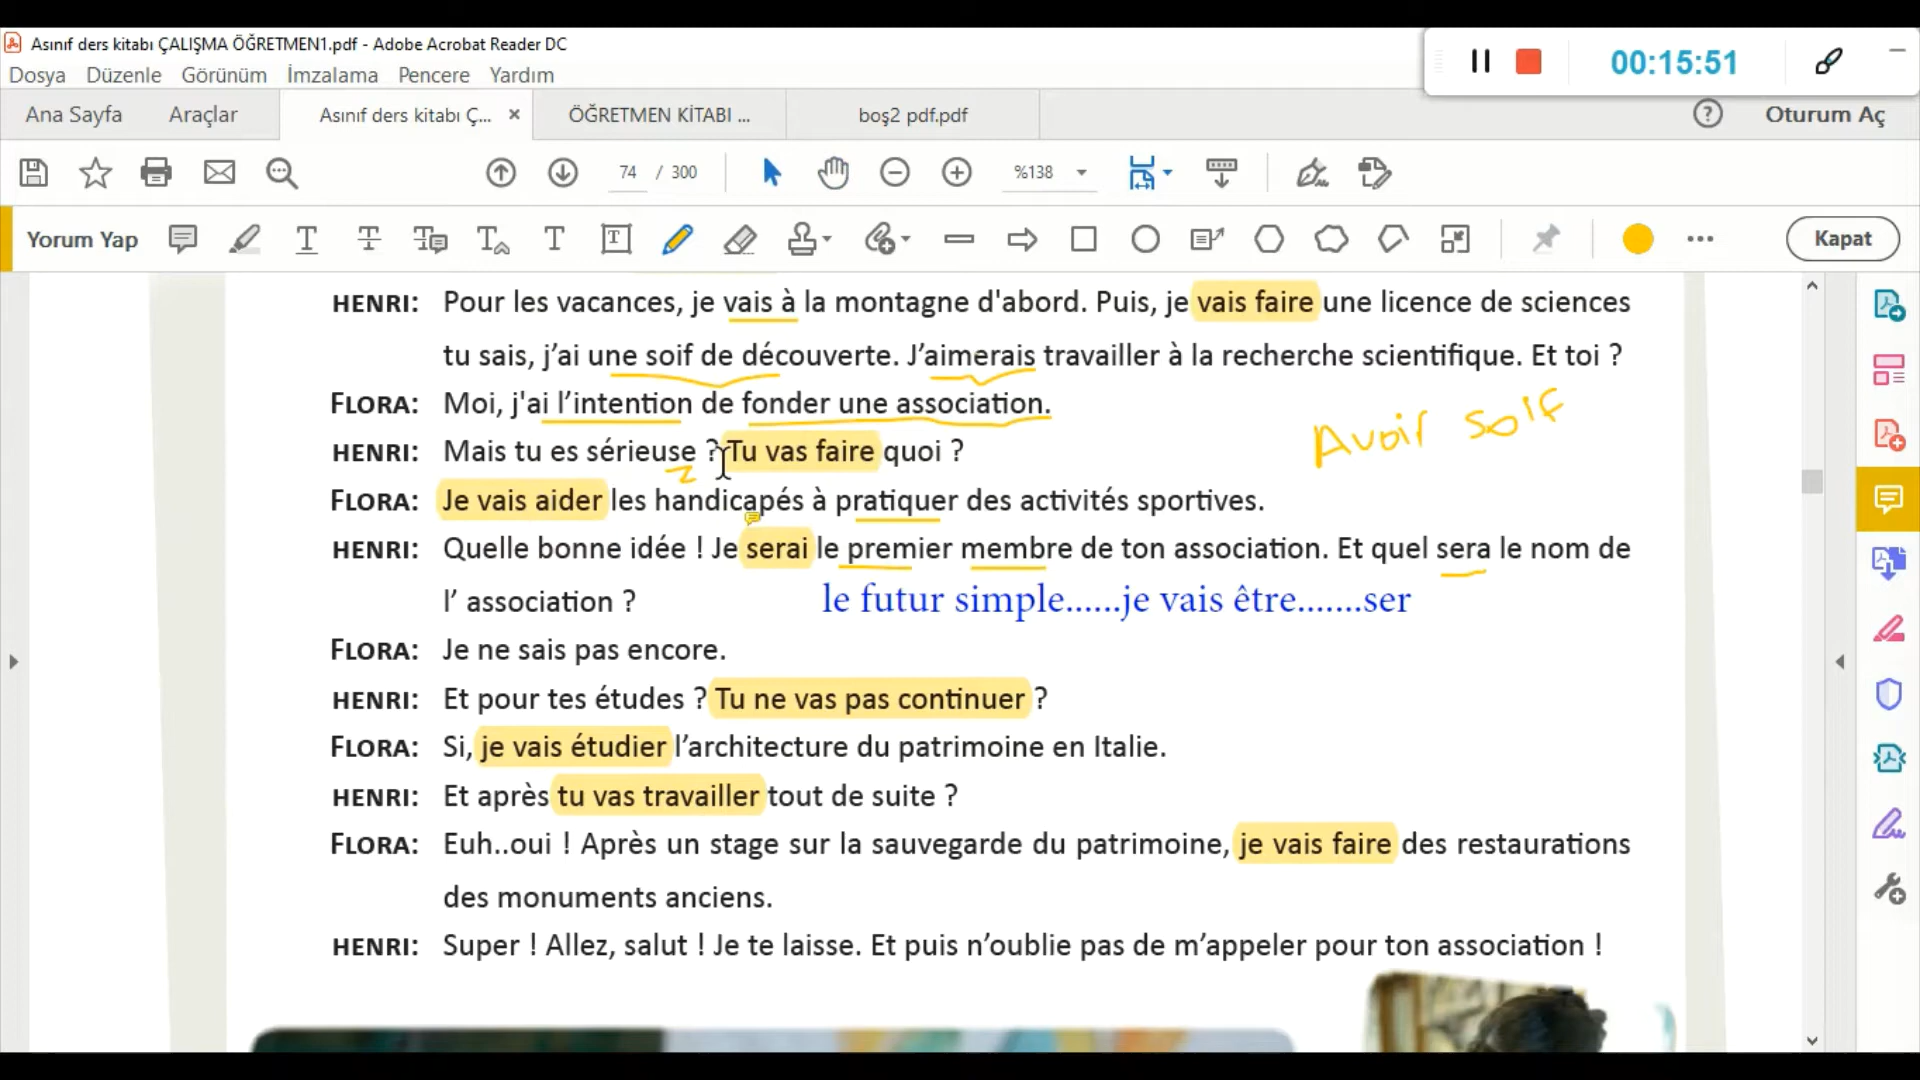 Asınıf ders kitabı ÇALIŞMA ÖĞRETMEN1.pdf - Adobe Acrobat Reader DC
00:15:51
Dosya Düzenle Görünüm İmzalama Pencere Yardım
Ana Sayfa Araçlar Asınıf ders kitabı Ç... ÖĞRETMEN KİTABI ... boş2 pdf.pdf Oturum Aç
74 / 300 %138
Yorum Yap Kapat
HENRI: Pour les vacances, je vais à la montagne d'abord. Puis, je vais faire une licence de sciences
tu sais, j’ai une soif de découverte. J’aimerais travailler à la recherche scientifique. Et toi ?
FLORA: Moi, j'ai l’intention de fonder une association.
Avoir soif
HENRI: Mais tu es sérieuse ? Tu vas faire quoi ?
z
FLORA: Je vais aider les handicapés à pratiquer des activités sportives.
HENRI: Quelle bonne idée ! Je serai le premier membre de ton association. Et quel sera le nom de
l’ association ? le futur simple......je vais être.......ser
FLORA: Je ne sais pas encore.
HENRI: Et pour tes études ? Tu ne vas pas continuer ?
FLORA: Si, je vais étudier l’architecture du patrimoine en Italie.
HENRI: Et après tu vas travailler tout de suite ?
FLORA: Euh..oui ! Après un stage sur la sauvegarde du patrimoine, je vais faire des restaurations
des monuments anciens.
HENRI: Super ! Allez, salut ! Je te laisse. Et puis n’oublie pas de m’appeler pour ton association !